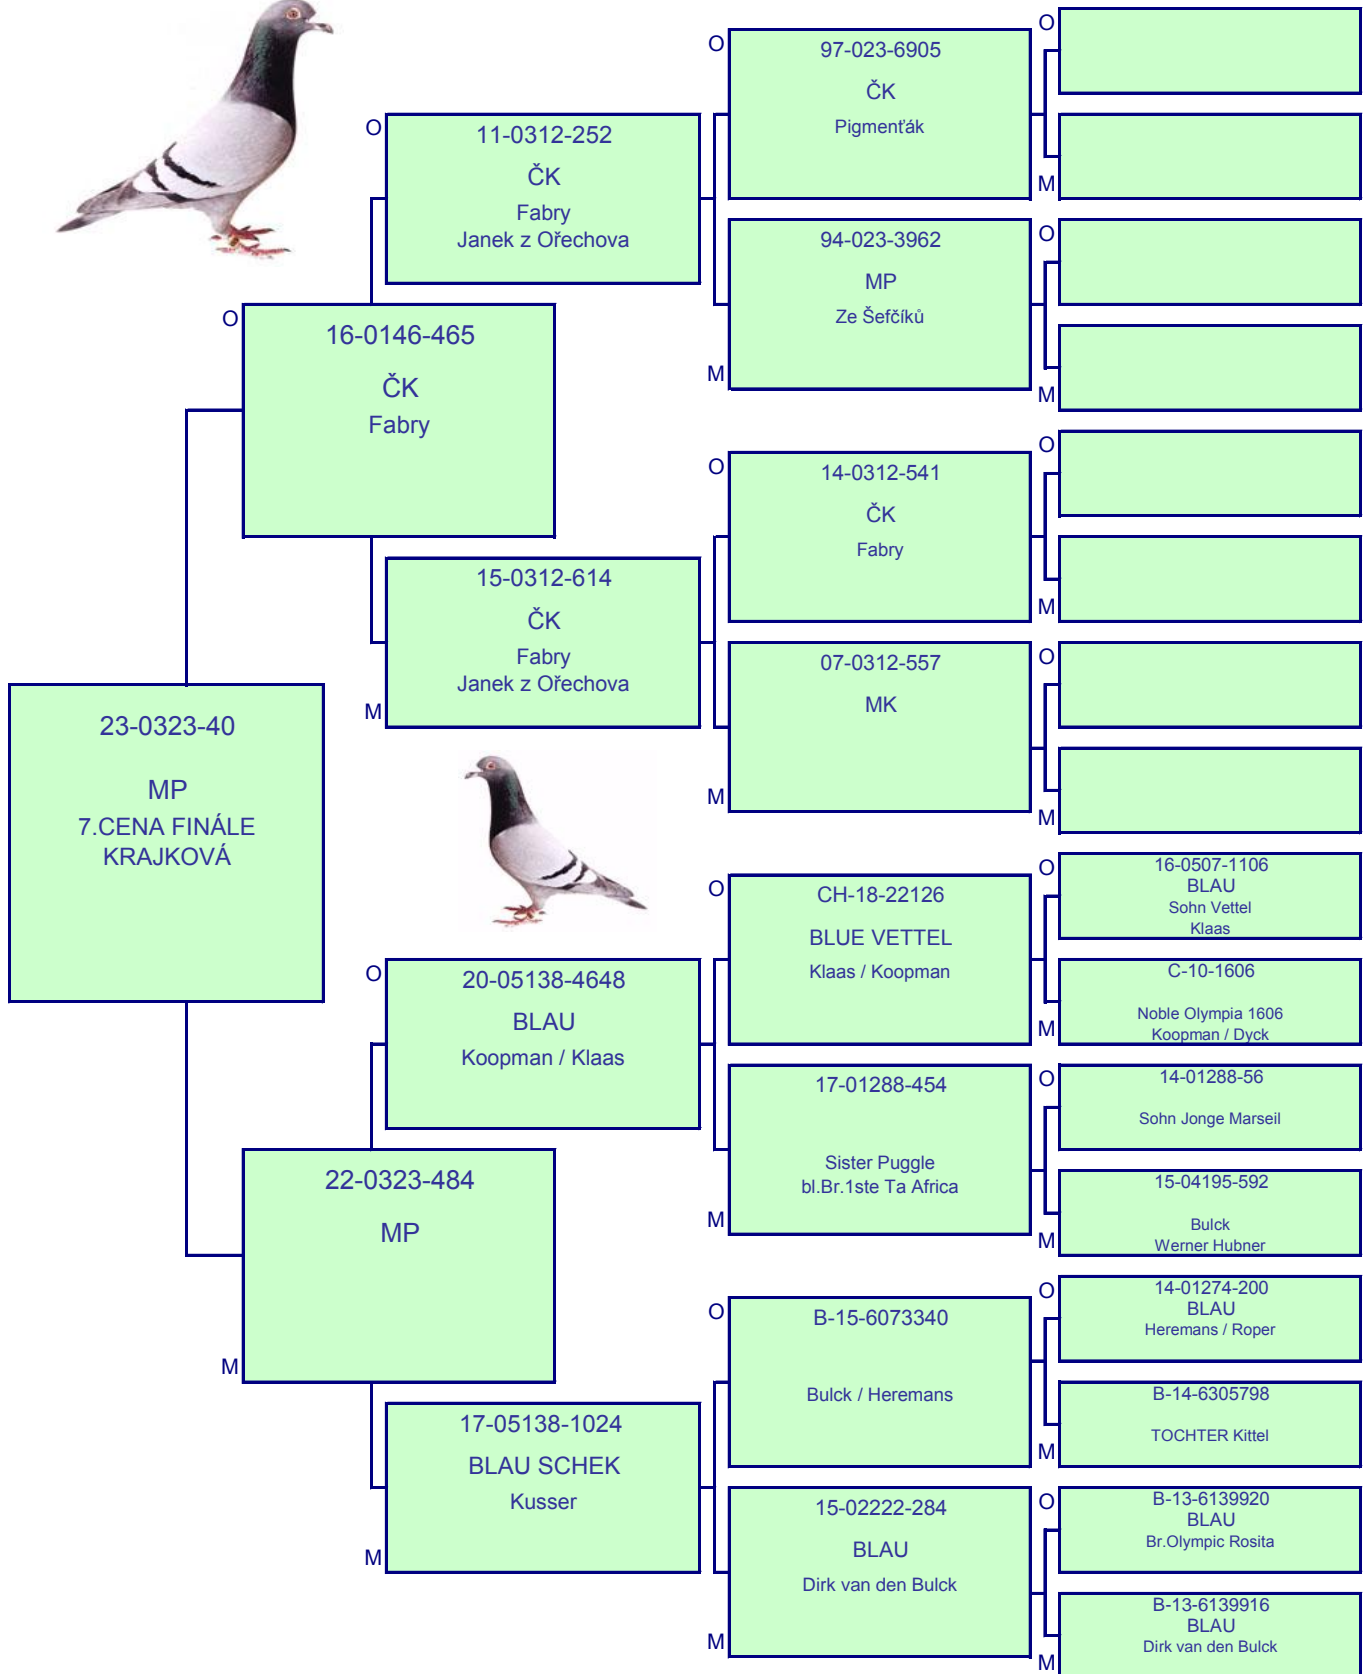 O
97-023-6905
ČK
Pigmenťák
O
M
O
11-0312-252
ČK
Fabry
Janek z Ořechova
M
94-023-3962
MP
Ze Šefčíků
O
M
O
16-0146-465
ČK
Fabry
O
14-0312-541
ČK
Fabry
O
M
M
15-0312-614
ČK
Fabry
Janek z Ořechova
M
07-0312-557
MK
O
M
23-0323-40
MP
7.CENA FINÁLE
KRAJKOVÁ
O
CH-18-22126
BLUE VETTEL
Klaas / Koopman
O
16-0507-1106
BLAU
Sohn Vettel
Klaas
M
C-10-1606
Noble Olympia 1606
Koopman / Dyck
O
20-05138-4648
BLAU
Koopman / Klaas
M
17-01288-454
Sister Puggle
bl.Br.1ste Ta Africa
O
14-01288-56
Sohn Jonge Marseil
M
15-04195-592
Bulck
Werner Hubner
M
22-0323-484
MP
O
B-15-6073340
Bulck / Heremans
O
14-01274-200
BLAU
Heremans / Roper
M
B-14-6305798
TOCHTER Kittel
M
17-05138-1024
BLAU SCHEK
Kusser
M
15-02222-284
BLAU
Dirk van den Bulck
O
B-13-6139920
BLAU
Br.Olympic Rosita
M
B-13-6139916
BLAU
Dirk van den Bulck